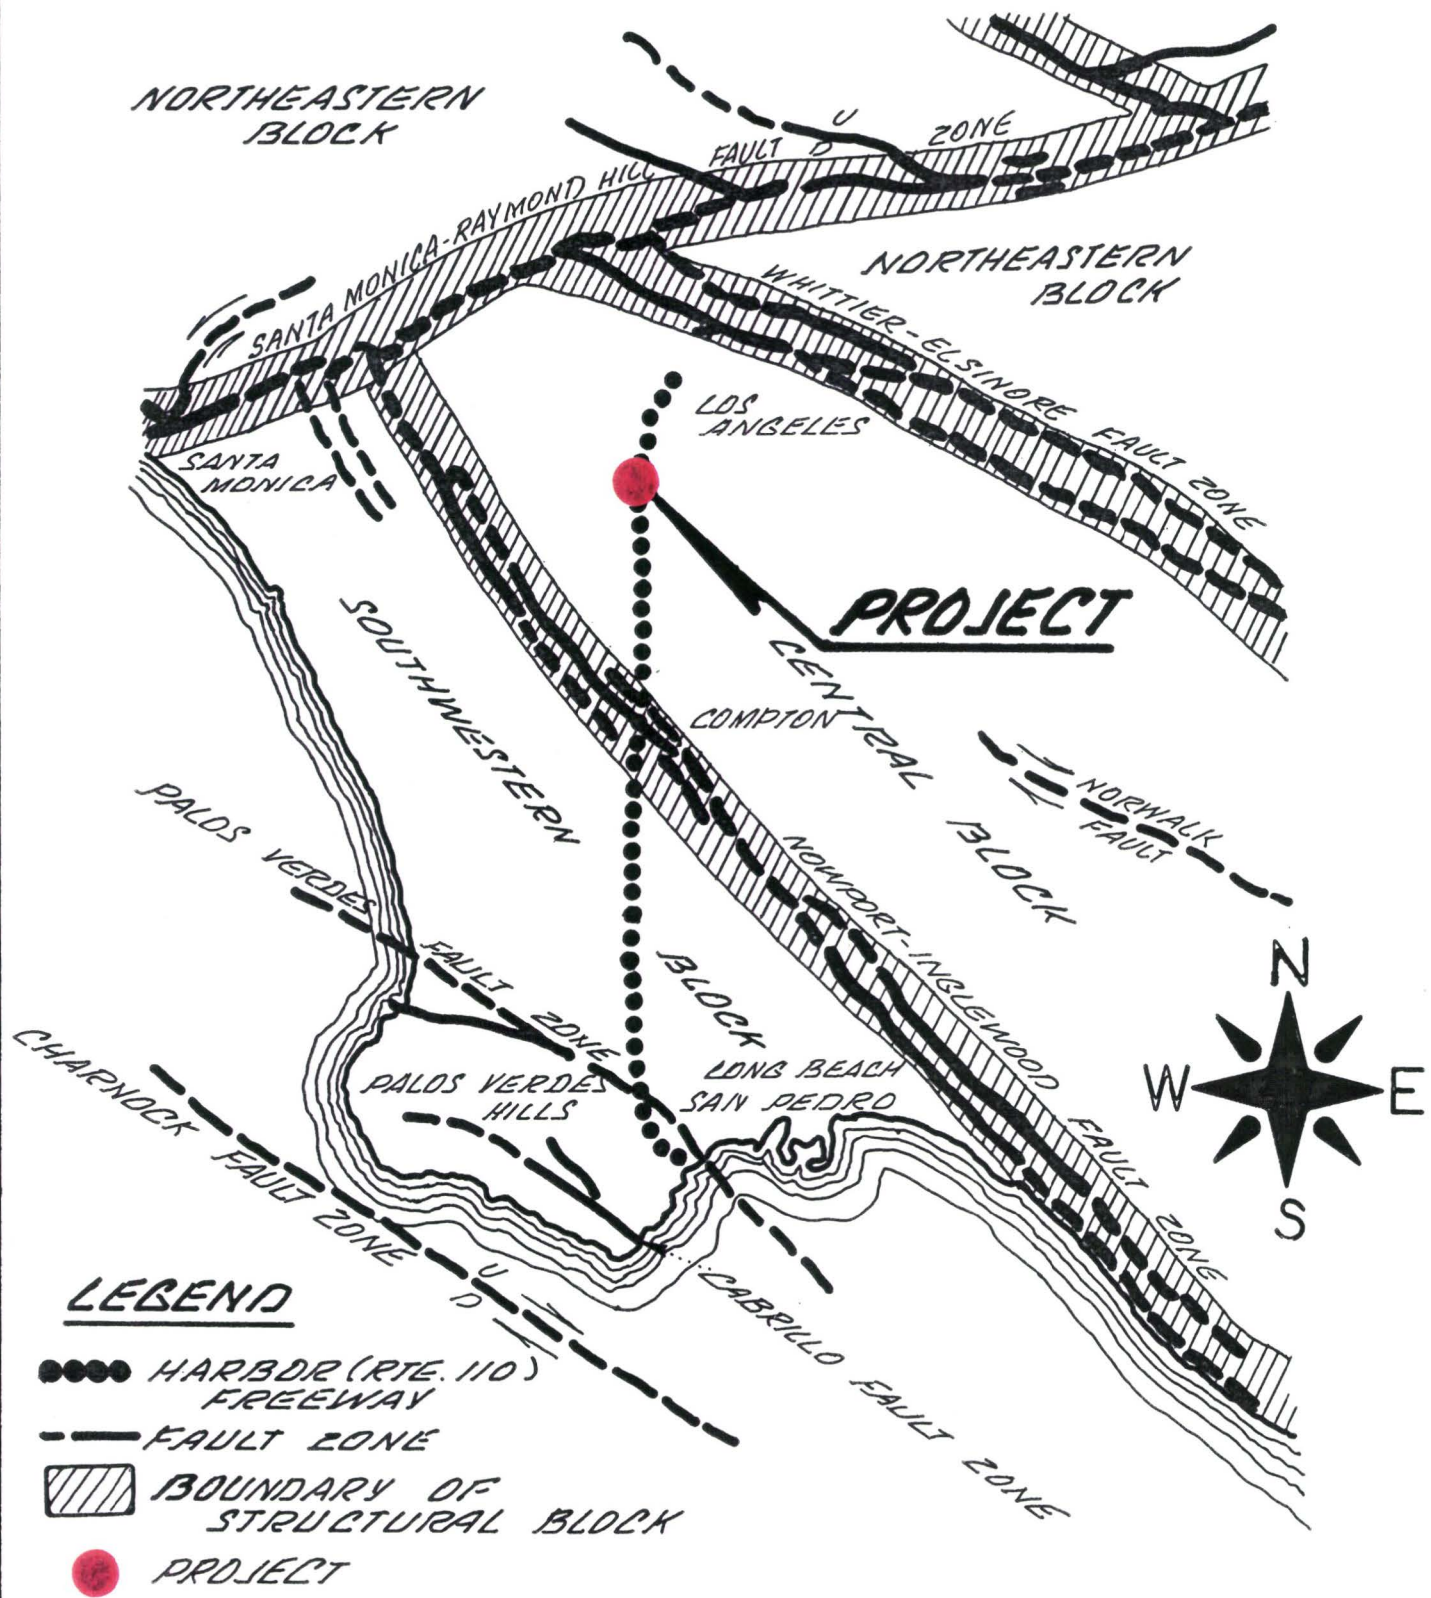 NORTHEASTERN
BLOCK
U
FAULT D ZONE
SANTA MONICA-RAYMOND HILL
NORTHEASTERN
BLOCK
WHITTIER-ELSINORE FAULT ZONE
LOS
ANGELES
SANTA
MONICA
PROJECT
SOUTHWESTERN
CENTRAL
COMPTON
BLOCK
NORWALK
FAULT
PALOS VERDES
FAULT ZONE
NOWPORT-INGLEWOOD FAULT ZONE
BLOCK
N
W E
S
CHARNOCK
FAULT ZONE
PALOS VERDES
HILLS
LONG BEACH
SAN PEDRO
U
D
CABRILLO FAULT ZONE
LEGEND
HARBOR (RTE. 110)
FREEWAY
FAULT ZONE
BOUNDARY OF
STRUCTURAL BLOCK
PROJECT